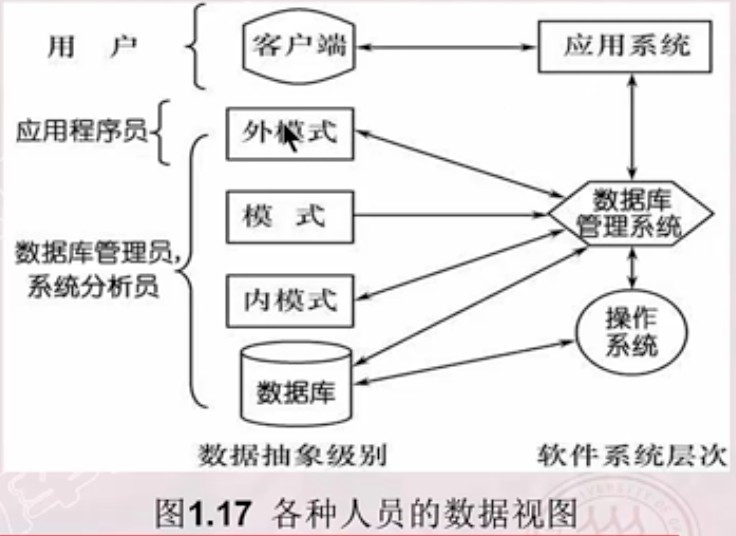 用 户
客户端
应用系统
应用程序员
外模式
模 式
数据库
管理系统
数据库管理员,
系统分析员
内模式
操作
系统
数据库
数据抽象级别
软件系统层次
图1.17 各种人员的数据视图